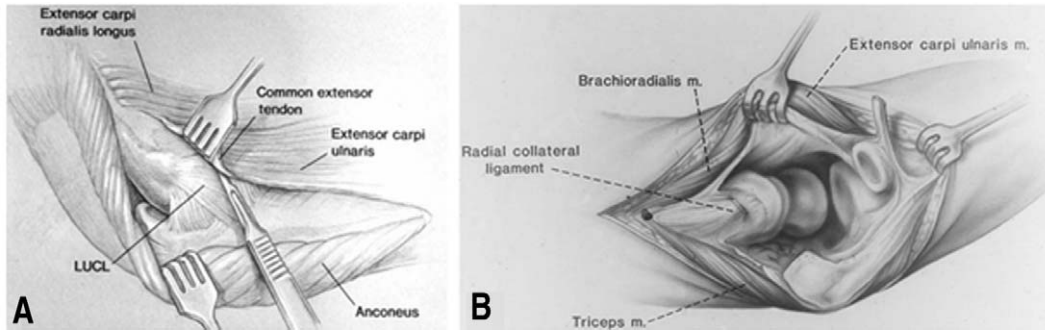 Extensor carpi
radialis longus
Common extensor
tendon
Extensor carpi
ulnaris
LUCL
Anconeus
A
Extensor carpi ulnaris m.
Brachioradialis m.
Radial collateral
ligament
Triceps m.
B